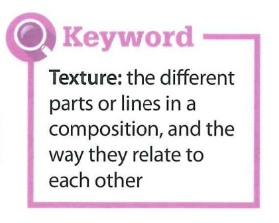 Keyword
Texture: the different
parts or lines in a
composition, and the
way they relate to
each other